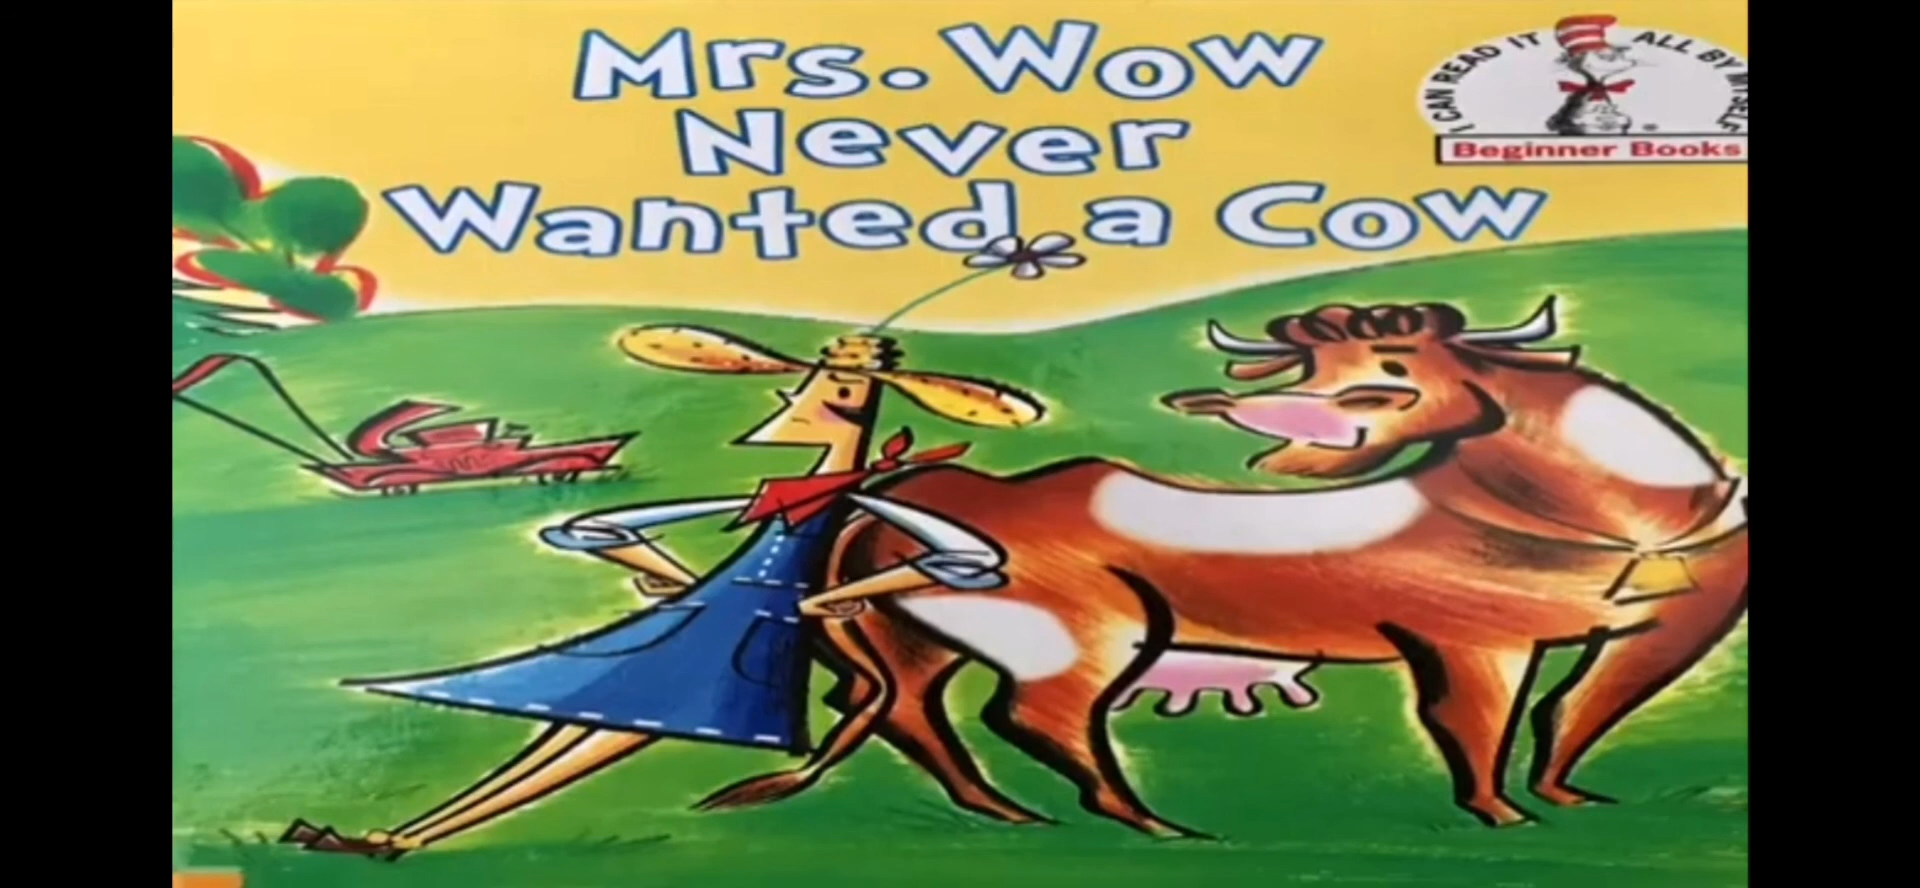 Mrs. Wow
Never
Wanted a Cow
I CAN READ IT ALL BY MYSELF
Beginner Books